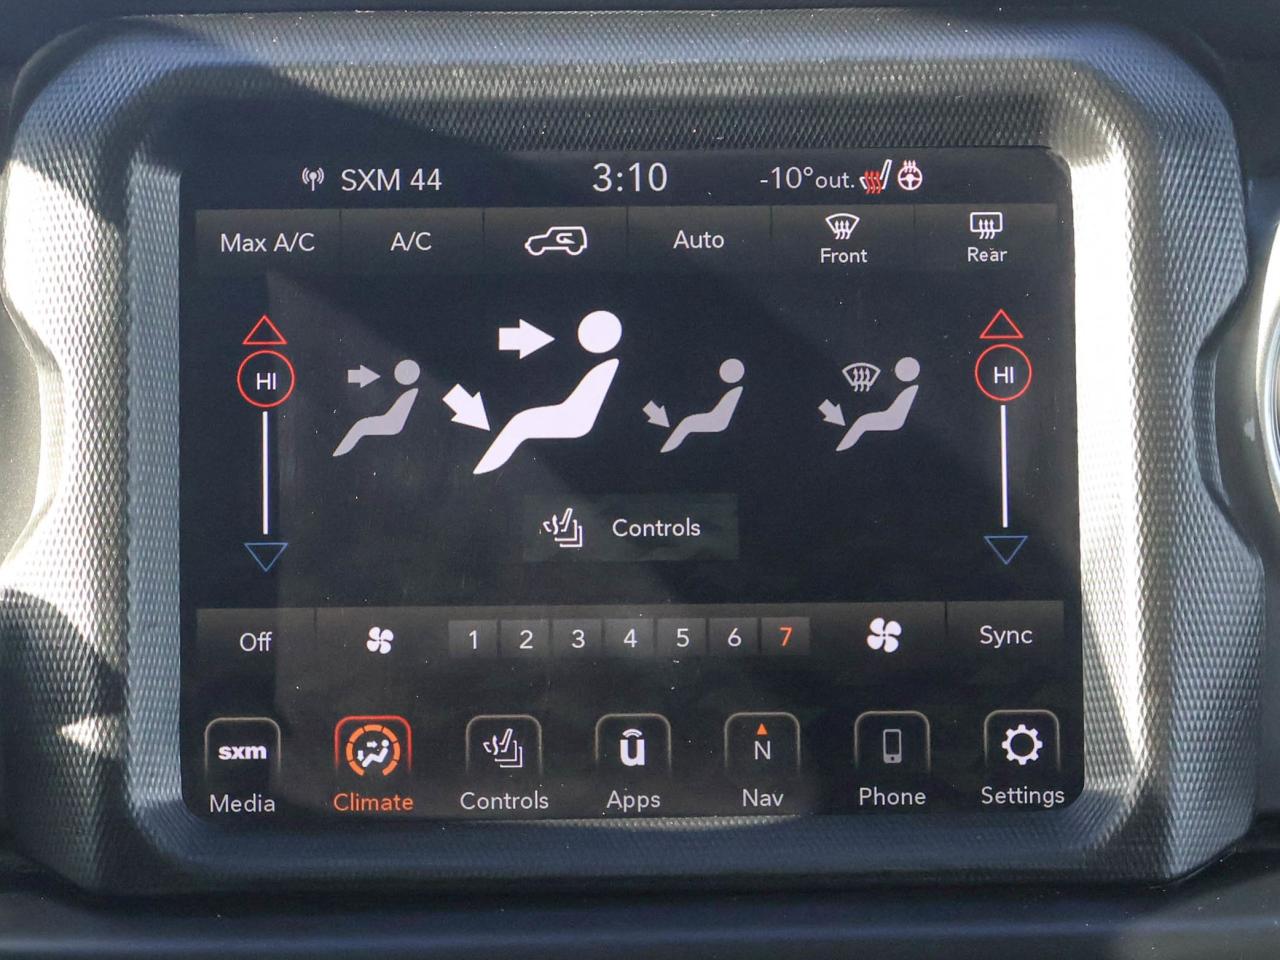 SXM 44 3:10 -10°out.
Max A/C A/C Auto Front Rear
HI HI
Controls
Off 1 2 3 4 5 6 7 Sync
sxm ū N
Media Climate Controls Apps Nav Phone Settings